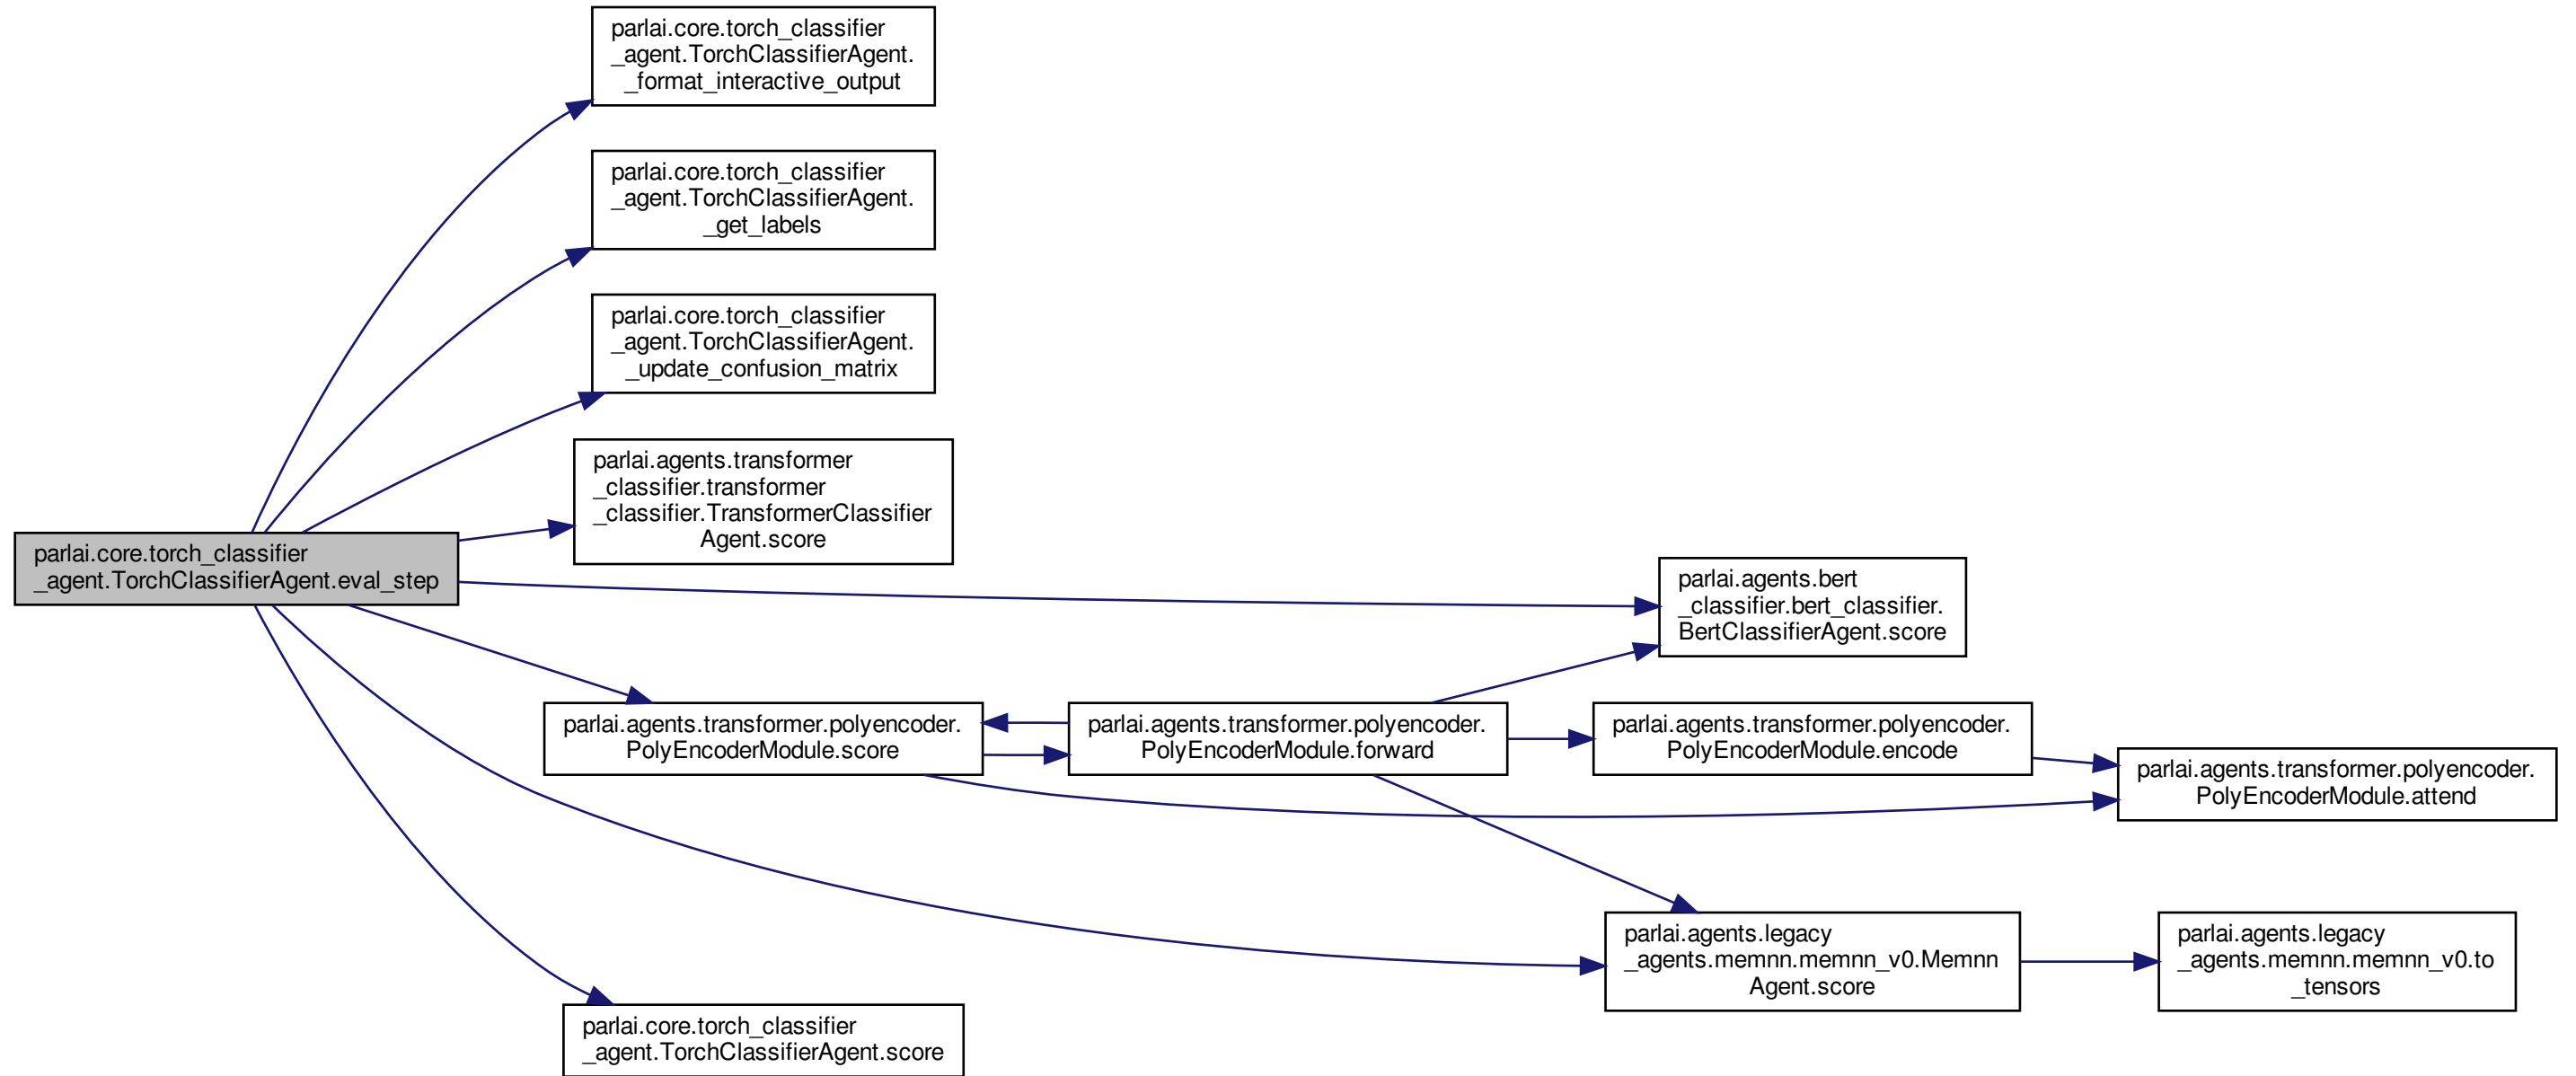 parlai.core.torch_classifier
_agent.TorchClassifierAgent.
_format_interactive_output
parlai.core.torch_classifier
_agent.TorchClassifierAgent.
_get_labels
parlai.core.torch_classifier
_agent.TorchClassifierAgent.
_update_confusion_matrix
parlai.agents.transformer
_classifier.transformer
_classifier.TransformerClassifier
Agent.score
parlai.core.torch_classifier
_agent.TorchClassifierAgent.eval_step
parlai.agents.bert
_classifier.bert_classifier.
BertClassifierAgent.score
parlai.agents.transformer.polyencoder.
PolyEncoderModule.score
parlai.agents.transformer.polyencoder.
PolyEncoderModule.forward
parlai.agents.transformer.polyencoder.
PolyEncoderModule.encode
parlai.agents.transformer.polyencoder.
PolyEncoderModule.attend
parlai.agents.legacy
_agents.memnn.memnn_v0.Memnn
Agent.score
parlai.agents.legacy
_agents.memnn.memnn_v0.to
_tensors
parlai.core.torch_classifier
_agent.TorchClassifierAgent.score